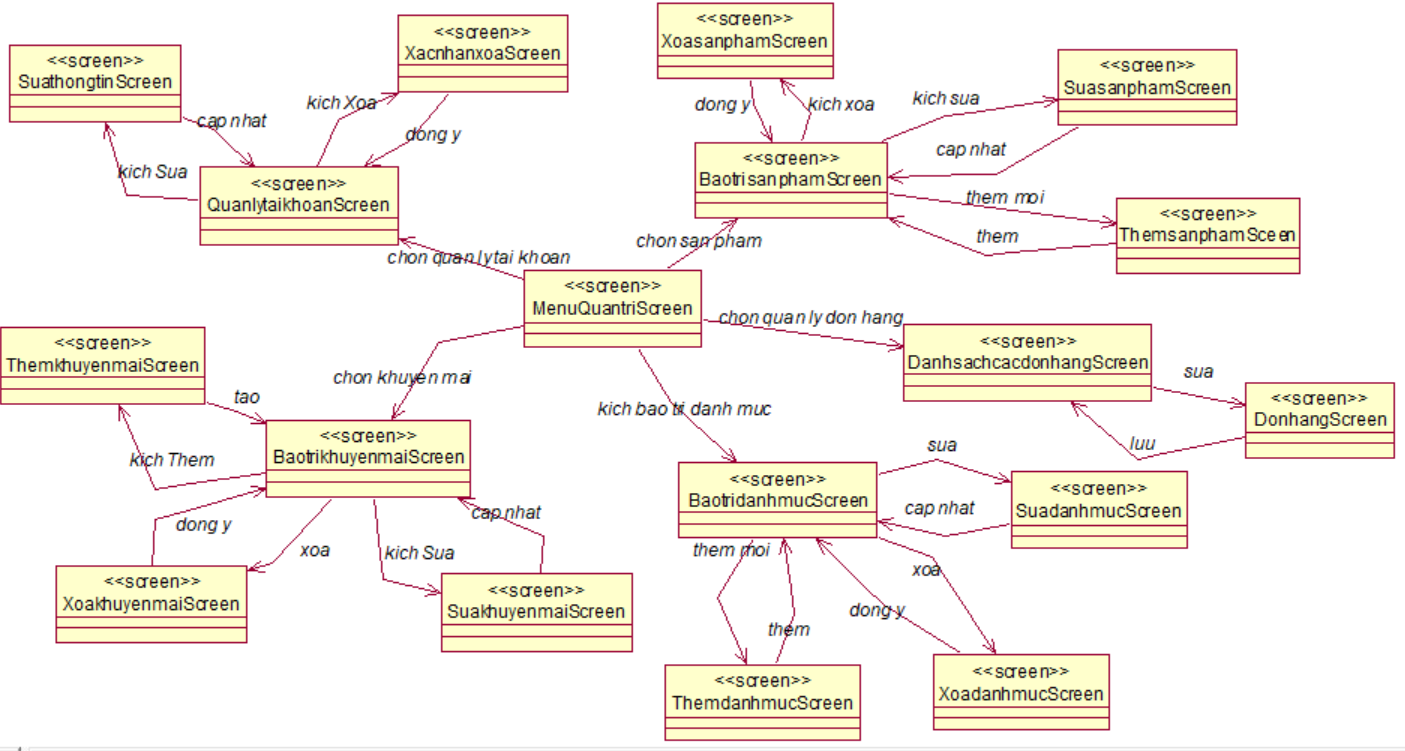 <<screen>>
SuathongtinScreen
<<screen>>
XacnhanxoaScreen
kich Xoa
cap nhat
dong y
kich Sua
<<screen>>
QuanlytaikhoanScreen
<<screen>>
XoasanphamScreen
dong y
kich xoa
kich sua
<<screen>>
SuasanphamScreen
cap nhat
<<screen>>
BaotrisanphamScreen
them moi
them
<<screen>>
ThemsanphamSceen
chon san pham
chon quan lytai khoan
<<screen>>
MenuQuantriScreen
chon quan ly don hang
<<screen>>
DanhsachcacdonhangScreen
sua
<<screen>>
DonhangScreen
luu
<<screen>>
ThemkhuyenmaiScreen
tao
chon khuyen mai
kich bao tri danh muc
<<screen>>
BaotrikhuyenmaiScreen
kich Them
dong y
xoa
kich Sua
cap nhat
<<screen>>
XoakhuyenmaiScreen
<<screen>>
SuakhuyenmaiScreen
<<screen>>
BaotridanhmucScreen
sua
cap nhat
<<screen>>
SuadanhmucScreen
them moi
them
xoa
dong y
<<screen>>
ThemdanhmucScreen
<<screen>>
XoadanhmucScreen